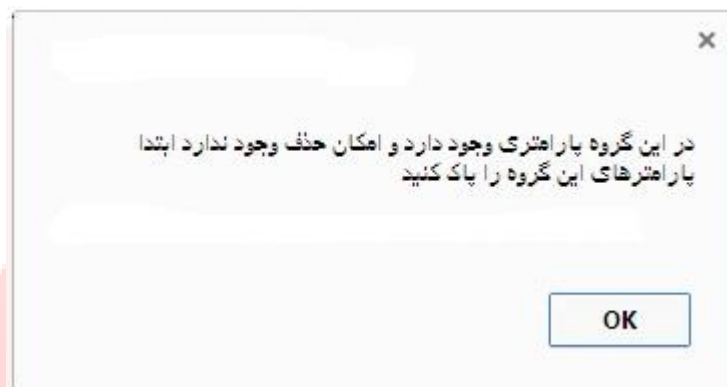 ×
در این گروه پارامتری وجود دارد و امکان حذف وجود ندارد ابتدا
پارامترهای این گروه را پاک کنید
OK